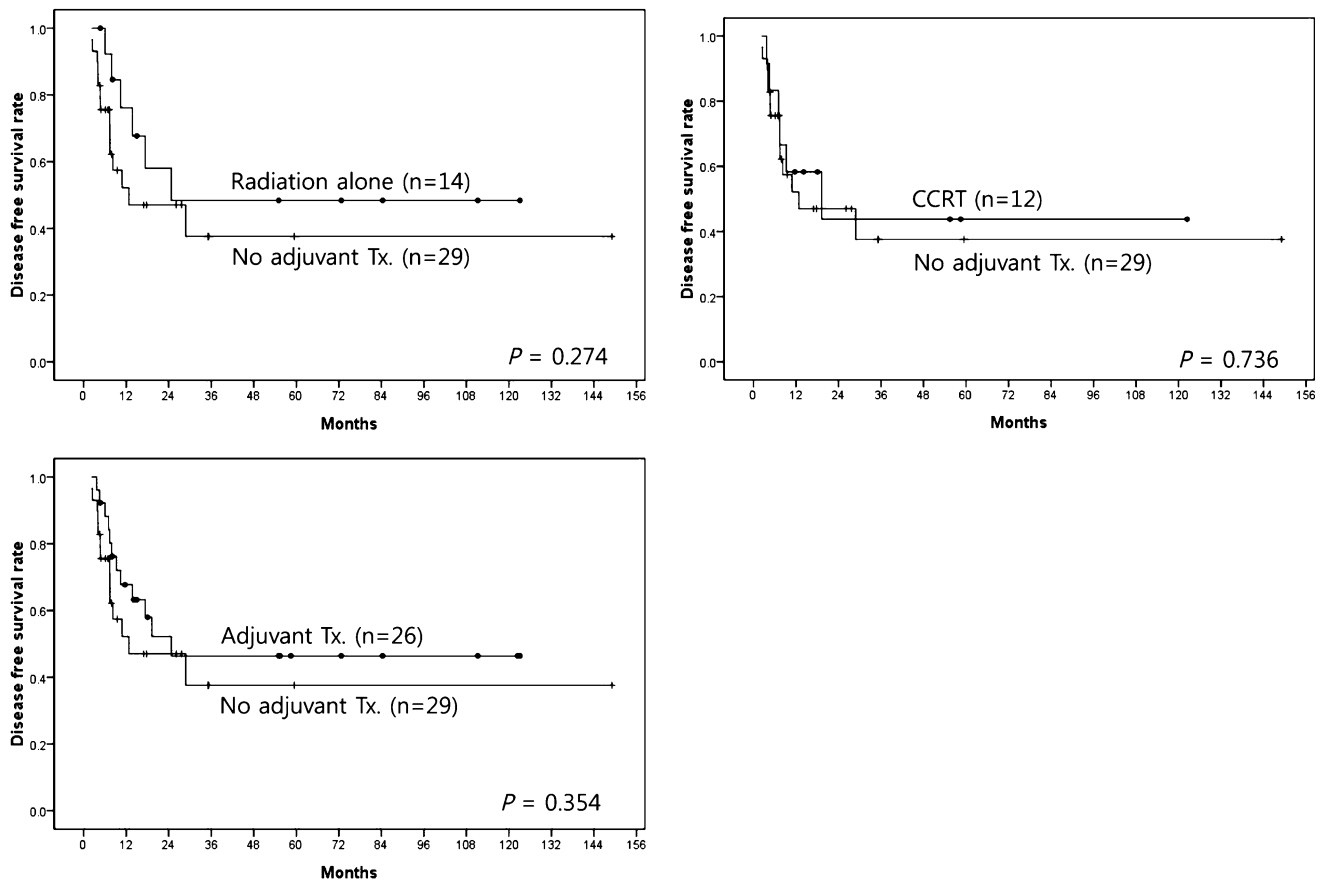 Disease free survival rate
1.0
0.8
0.6
0.4
0.2
0.0
Radiation alone (n=14)
No adjuvant Tx. (n=29)
P = 0.274
0 12 24 36 48 60 72 84 96 108 120 132 144 156
Months
Disease free survival rate
1.0
0.8
0.6
0.4
0.2
0.0
CCRT (n=12)
No adjuvant Tx. (n=29)
P = 0.736
0 12 24 36 48 60 72 84 96 108 120 132 144 156
Months
Disease free survival rate
1.0
0.8
0.6
0.4
0.2
0.0
Adjuvant Tx. (n=26)
No adjuvant Tx. (n=29)
P = 0.354
0 12 24 36 48 60 72 84 96 108 120 132 144 156
Months